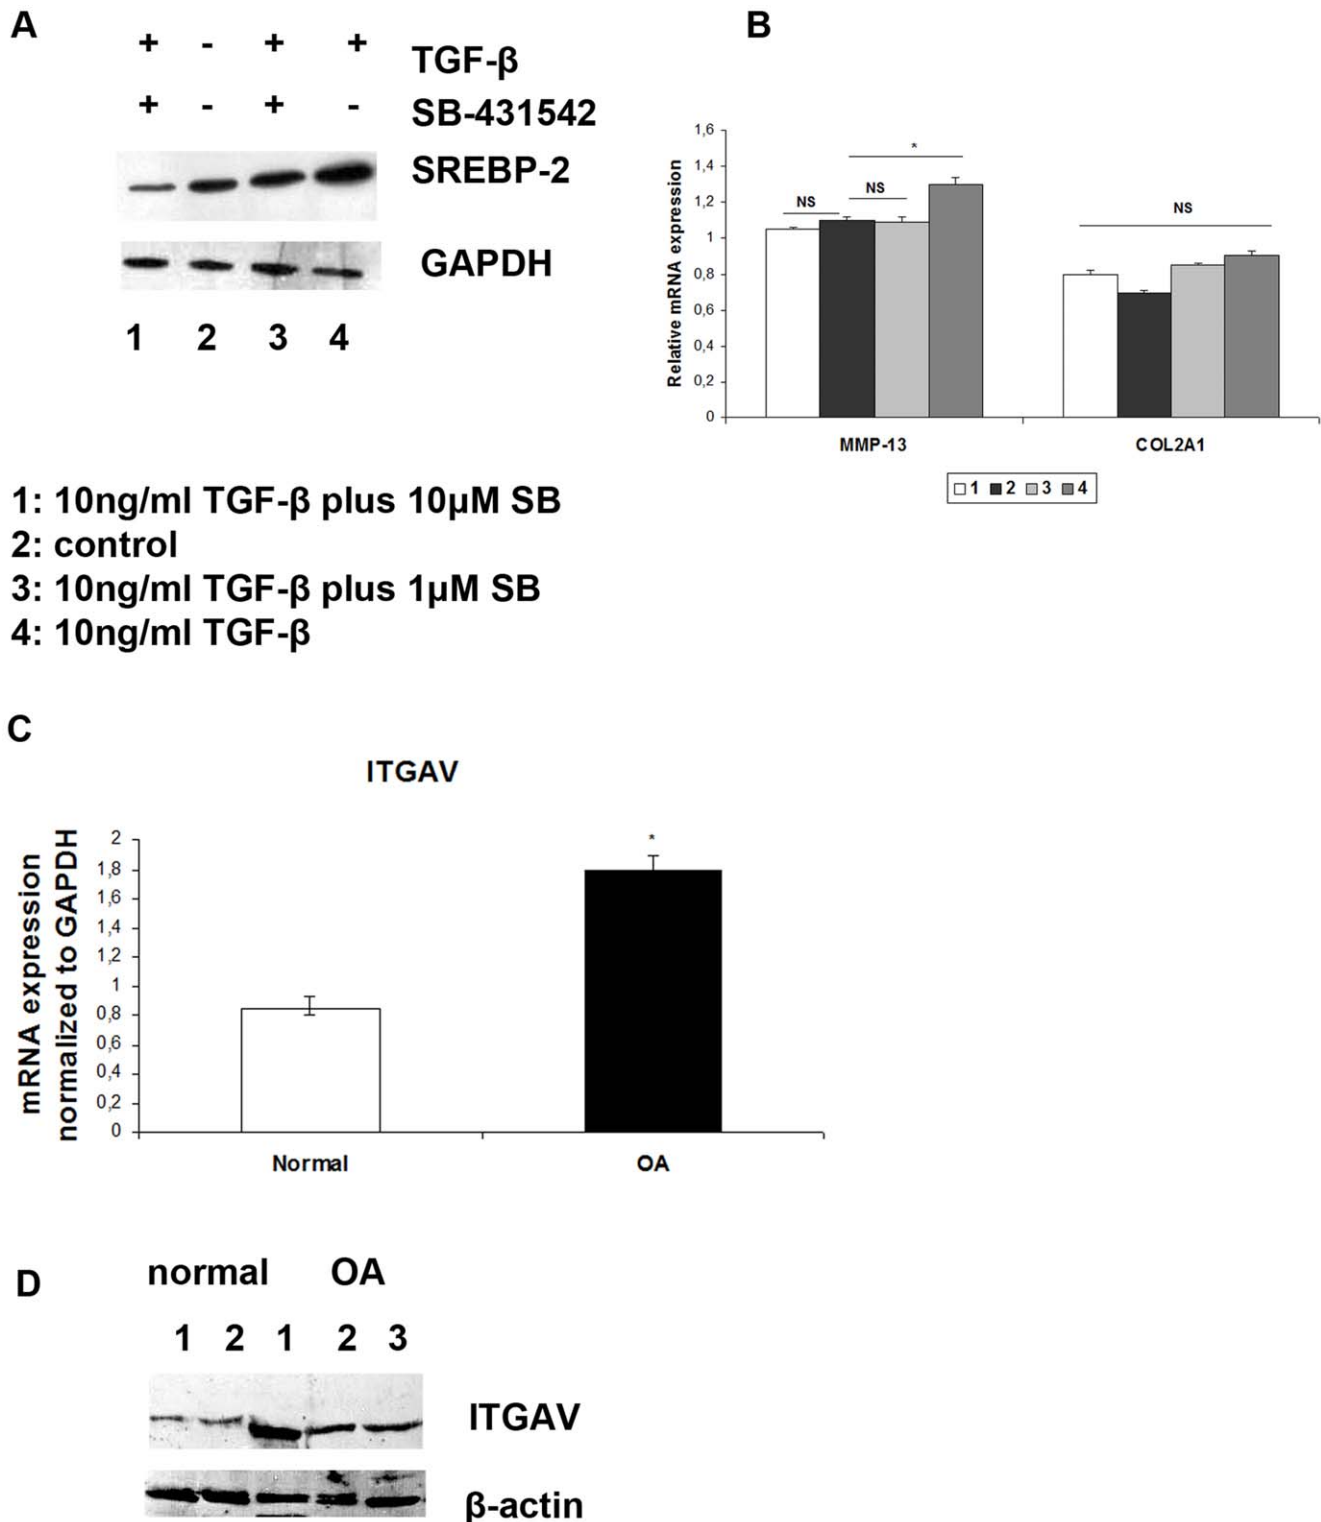 A
+ - + + TGF-β
+ - + - SB-431542
SREBP-2
GAPDH
1 2 3 4
1: 10ng/ml TGF-β plus 10µM SB
2: control
3: 10ng/ml TGF-β plus 1µM SB
4: 10ng/ml TGF-β
B
Relative mRNA expression
1,6
1,4
1,2
1
0,8
0,6
0,4
0,2
0
NS
NS
*
NS
MMP-13 COL2A1
1 2 3 4
C
ITGAV
mRNA expression
normalized to GAPDH
2
1,8
1,6
1,4
1,2
1
0,8
0,6
0,4
0,2
0
*
Normal OA
D
normal OA
1 2 1 2 3
ITGAV
β-actin